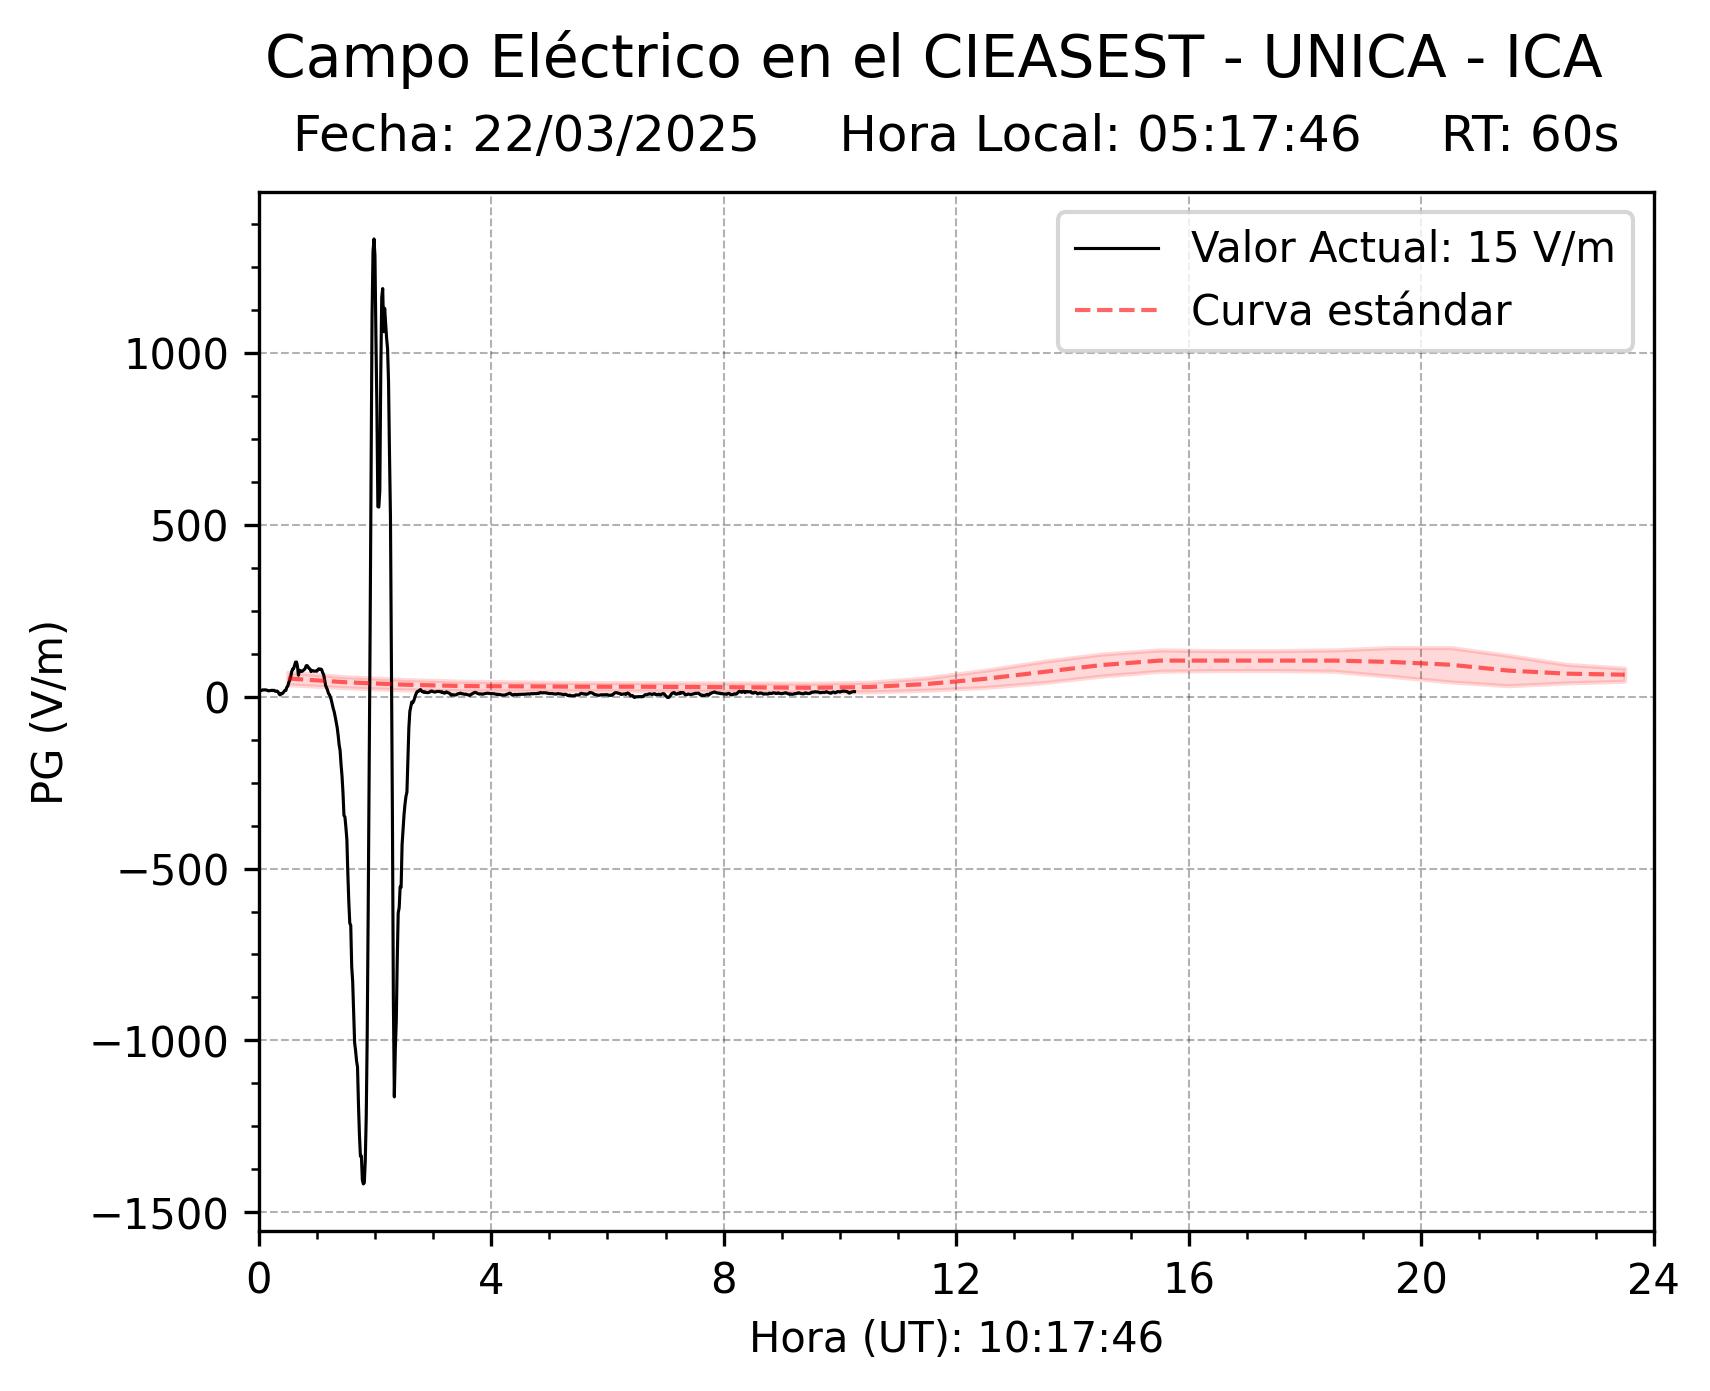 Campo Eléctrico en el CIEASEST - UNICA - ICA
Fecha: 22/03/2025 Hora Local: 05:17:46 RT: 60s
Valor Actual: 15 V/m
Curva estándar
1000
500
0
−500
−1000
−1500
PG (V/m)
0 4 8 12 16 20 24
Hora (UT): 10:17:46